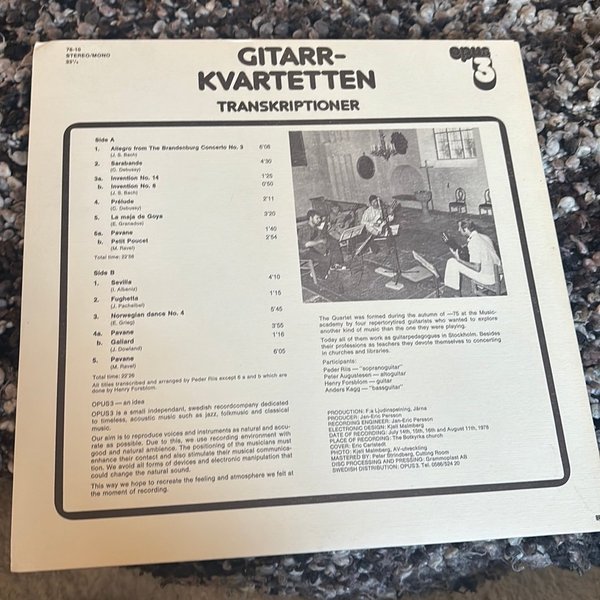 78-10
STEREO/MONO
33⅓
GITARR-
KVARTETTEN
TRANSKRIPTIONER
opus 3
Side A
1. Allegro from The Brandenburg Concerto No. 3 6'08
(J. S. Bach)
2. Sarabande 4'30
(C. Debussy)
3a. Invention No. 14 1'25
b. Invention No. 8 0'50
(J. S. Bach)
4. Prélude 2'11
(C. Debussy)
5. La maja de Goya 3'20
(E. Granados)
6a. Pavane 1'40
b. Petit Poucet 2'54
(M. Ravel)
Total time: 22'58
Side B
1. Sevilla 4'10
(I. Albeniz)
2. Fughetta 1'15
(J. Pachelbel)
3. Norwegian dance No. 4 5'45
(E. Grieg)
4a. Pavane 3'55
b. Galiard 1'16
(J. Dowland)
5. Pavane 6'05
(M. Ravel)
Total time: 22'26
All titles transcribed and arranged by Peder Riis except 6 a and b which are
done by Henry Forsblom.
OPUS3 — an idea
OPUS3 is a small independant, swedish recordcompany dedicated
to timeless, acoustic music such as jazz, folkmusic and classical
music.
Our aim is to reproduce voices and instruments as natural and accu-
rate as possible. Due to this, we use recording environment with
good and natural ambience. The positioning of the musicians must
enhance their contact and also stimulate their musical communica-
tion. We avoid all forms of devices and electronic manipulation that
could change the natural sound.
This way we hope to recreate the feeling and atmosphere we felt at
the moment of recording.
The Quartet was formed during the autumn of —75 at the Music-
academy by four repertorytired guitarists who wanted to explore
another kind of music than the one they were playing.
Today all of them work as guitarpedagogues in Stockholm. Besides
their professions as teachers they devote themselves to concerting
in churches and libraries.
Participants:
Peder Riis — "sopranoguitar"
Peter Augustesen — altoguitar
Henry Forsblom — guitar
Anders Kagg — "bassguitar"
PRODUCTION: F:a Ljudinspelning, Järna
PRODUCER: Jan-Eric Persson
RECORDING ENGINEER: Jan-Eric Persson
ELECTRONIC DESIGN: Kjell Malmberg
DATE OF RECORDING: July 14th, 15th, 16th and August 11th, 1978
PLACE OF RECORDING: The Botkyrka church
COVER: Eric Carlstedt
PHOTO: Kjell Malmberg, AV-utveckling
MASTERED BY: Peter Strindberg, Cutting Room
DISC PROCESSING AND PRESSING: Grammoplast AB
SWEDISH DISTRIBUTION: OPUS3, Tel. 0586/524 20